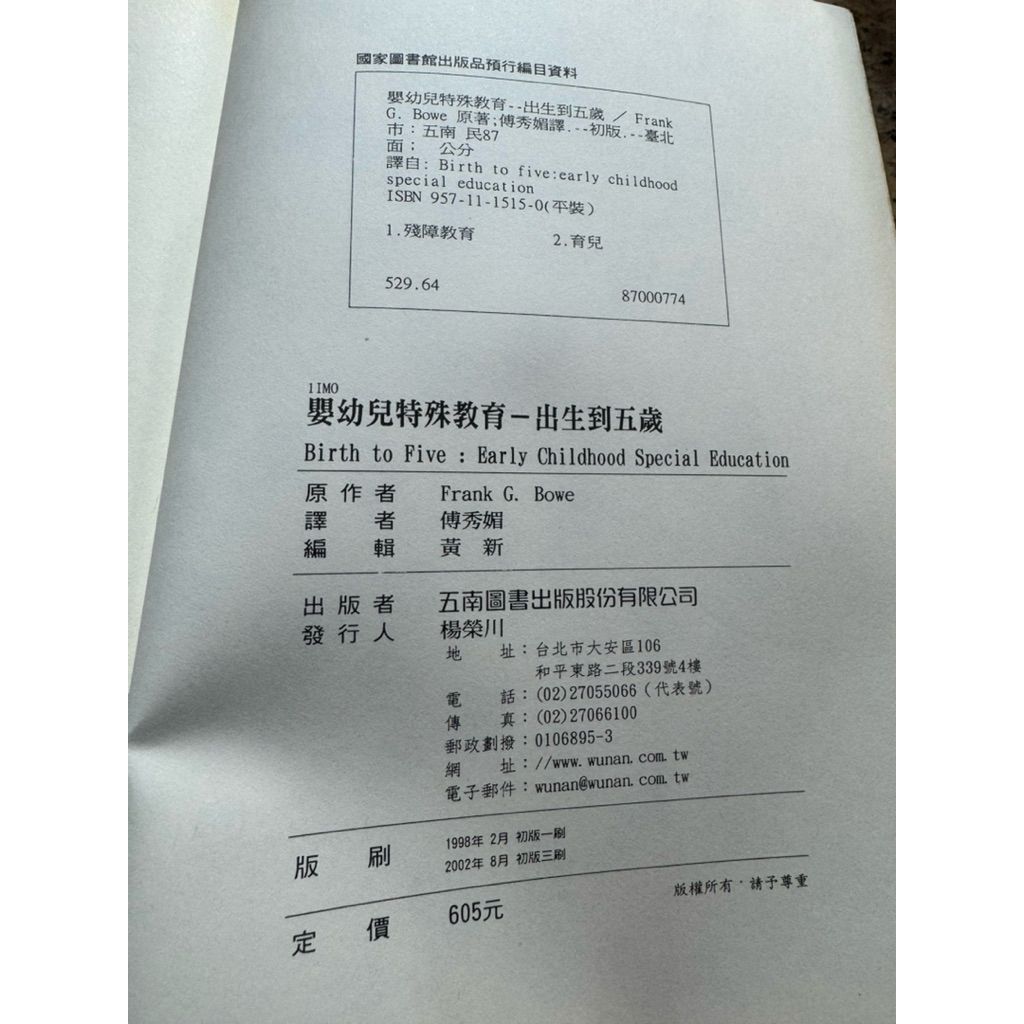 國家圖書館出版品預行編目資料
嬰幼兒特殊教育--出生到五歲 / Frank
G. Bowe 原著;傅秀媚譯.--初版.--臺北
市:五南 民87
面; 公分
譯自: Birth to five:early childhood
special education
ISBN 957-11-1515-0(平裝)
1.殘障教育 2.育兒
529.64 87000774
1IMO
嬰幼兒特殊教育－出生到五歲
Birth to Five : Early Childhood Special Education
原作者 Frank G. Bowe
譯者 傅秀媚
編輯 黃 新
出版者 五南圖書出版股份有限公司
發行人 楊榮川
地 址：台北市大安區106
和平東路二段339號4樓
電 話：(02)27055066（代表號）
傳 真：(02)27066100
郵政劃撥：0106895-3
網 址：//www.wunan.com.tw
電子郵件：wunan@wunan.com.tw
版 刷 1998年 2月 初版一刷
2002年 8月 初版三刷
版權所有．請予尊重
定 價 605元